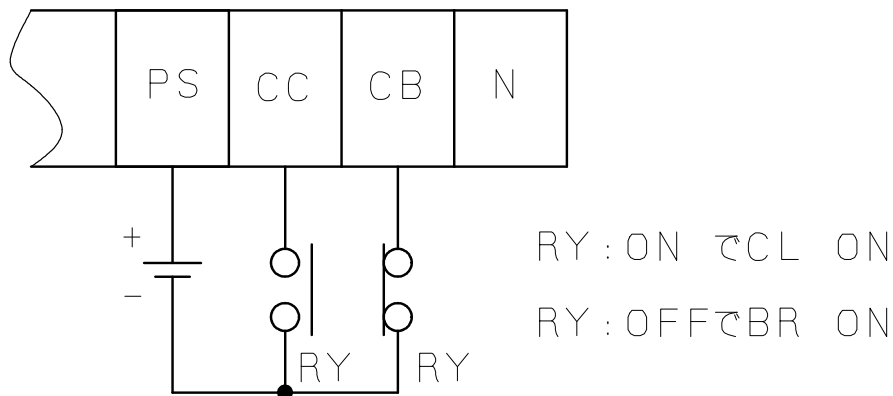 PS CC CB N
+
−
RY:ON でCL ON
RY:OFFでBR ON
RY RY